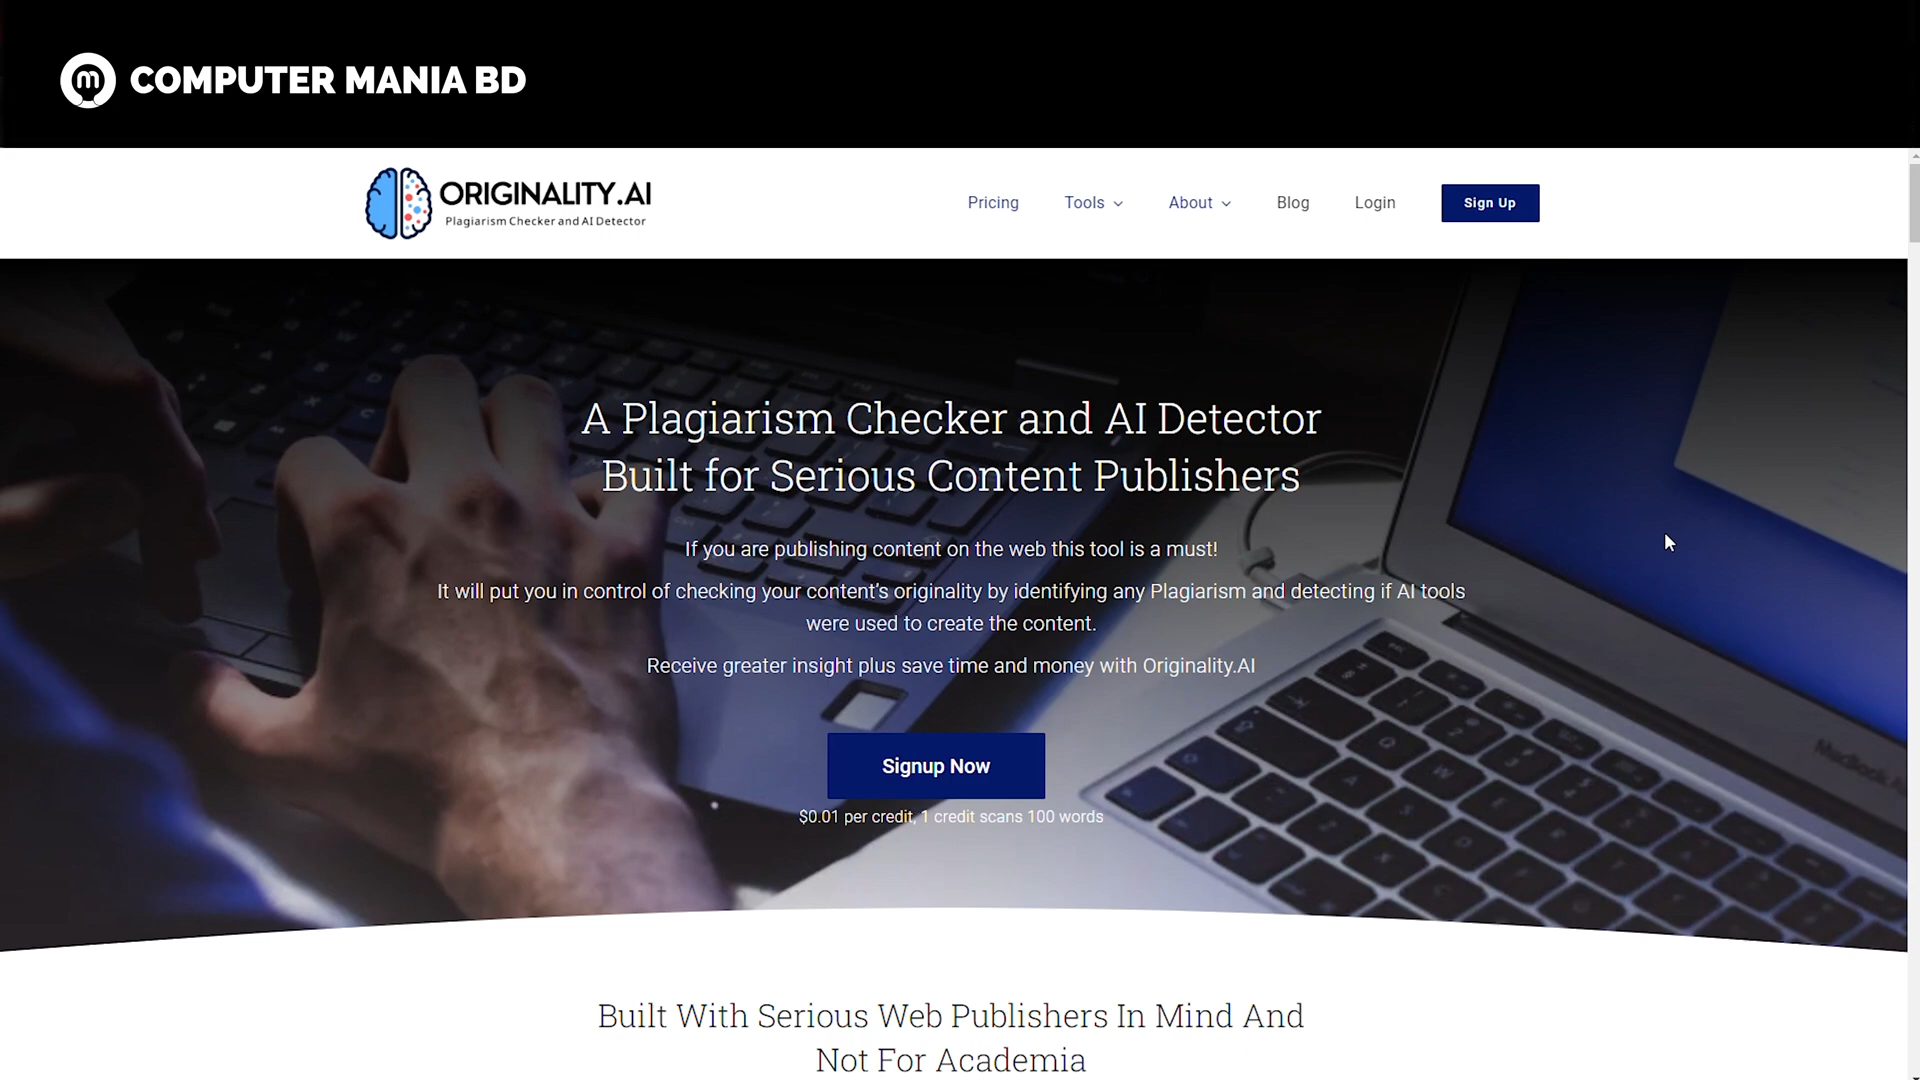 COMPUTER MANIA BD
ORIGINALITY.AI
Plagiarism Checker and AI Detector
Pricing Tools About Blog Login Sign Up
A Plagiarism Checker and AI Detector
Built for Serious Content Publishers
If you are publishing content on the web this tool is a must!
It will put you in control of checking your content's originality by identifying any Plagiarism and detecting if AI tools
were used to create the content.
Receive greater insight plus save time and money with Originality.AI
Signup Now
$0.01 per credit, 1 credit scans 100 words
Built With Serious Web Publishers In Mind And
Not For Academia